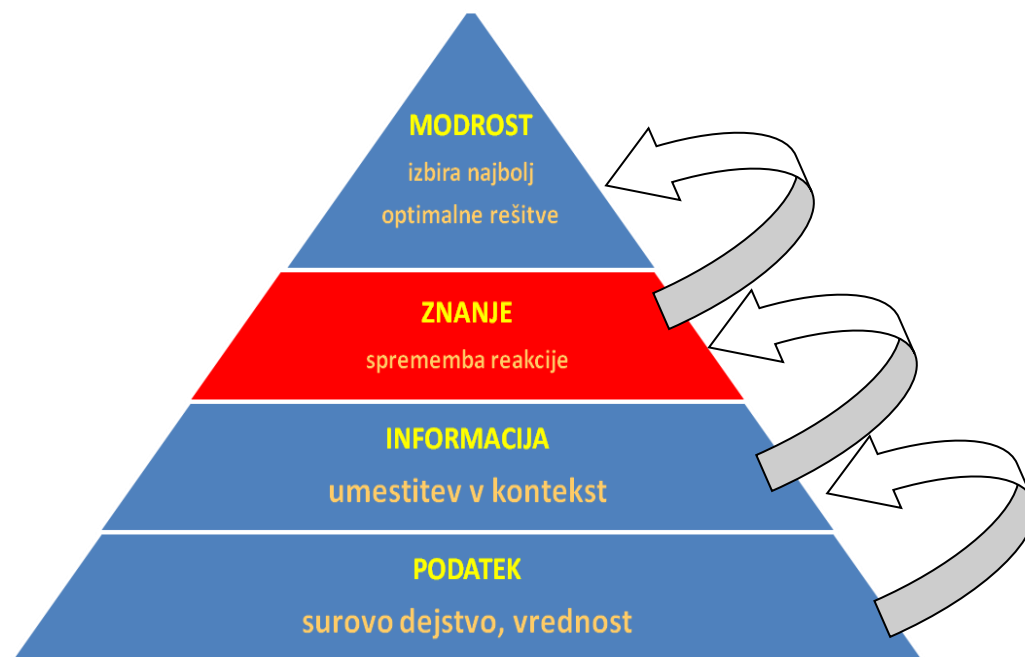 MODROST
izbira najbolj
optimalne rešitve
ZNANJE
sprememba reakcije
INFORMACIJA
umestitev v kontekst
PODATEK
surovo dejstvo, vrednost